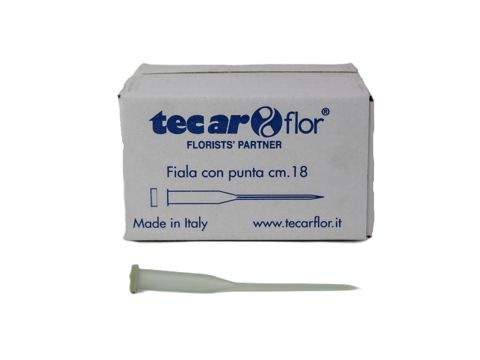 tecar flor®
FLORISTS' PARTNER
Fiala con punta cm.18
Made in Italy
www.tecarflor.it